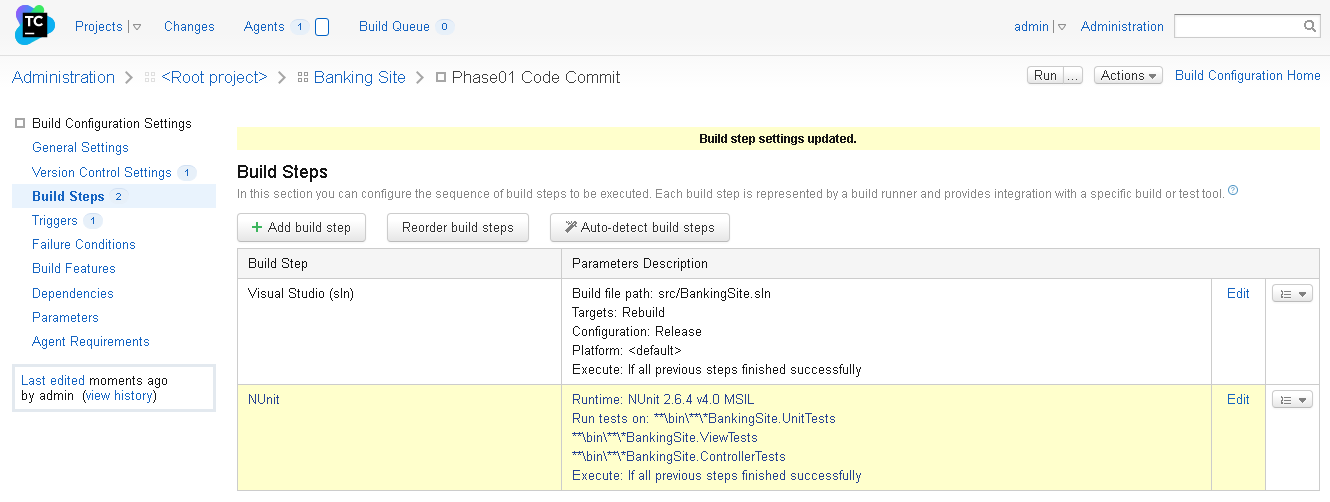 TC
Projects
Changes
Agents 1
Build Queue 0
admin
Administration
Administration > <Root project> > Banking Site > Phase01 Code Commit
Run ...
Actions
Build Configuration Home
Build Configuration Settings
General Settings
Version Control Settings 1
Build Steps 2
Triggers 1
Failure Conditions
Build Features
Dependencies
Parameters
Agent Requirements
Last edited moments ago
by admin (view history)
Build step settings updated.
Build Steps
In this section you can configure the sequence of build steps to be executed. Each build step is represented by a build runner and provides integration with a specific build or test tool. ?
+ Add build step
Reorder build steps
Auto-detect build steps
Build Step
Parameters Description
Visual Studio (sln)
Build file path: src/BankingSite.sln
Targets: Rebuild
Configuration: Release
Platform: <default>
Execute: If all previous steps finished successfully
Edit
NUnit
Runtime: NUnit 2.6.4 v4.0 MSIL
Run tests on: **\bin\**\*BankingSite.UnitTests
**\bin\**\*BankingSite.ViewTests
**\bin\**\*BankingSite.ControllerTests
Execute: If all previous steps finished successfully
Edit